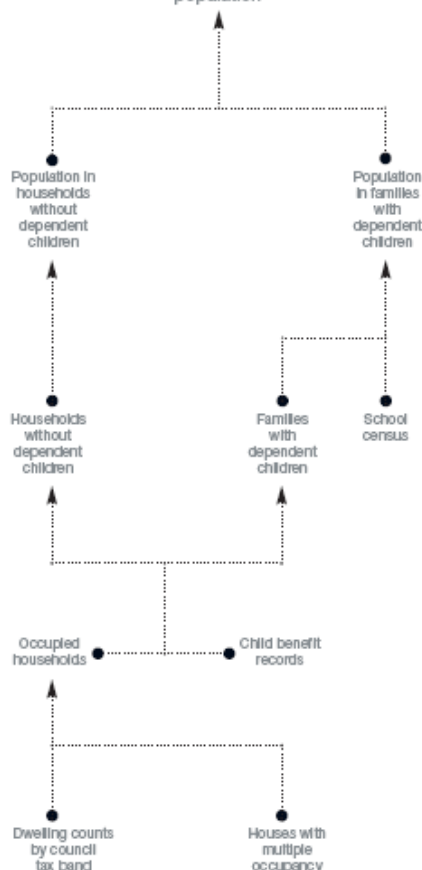 population
Population in
households
without
dependent
children
Population
in families
with
dependent
children
Households
without
dependent
children
Families
with
dependent
children
School
census
Occupied
households
Child benefit
records
Dwelling counts
by council
tax band
Houses with
multiple
occupancy